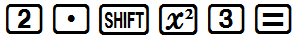 2 • SHIFT x² 3 =